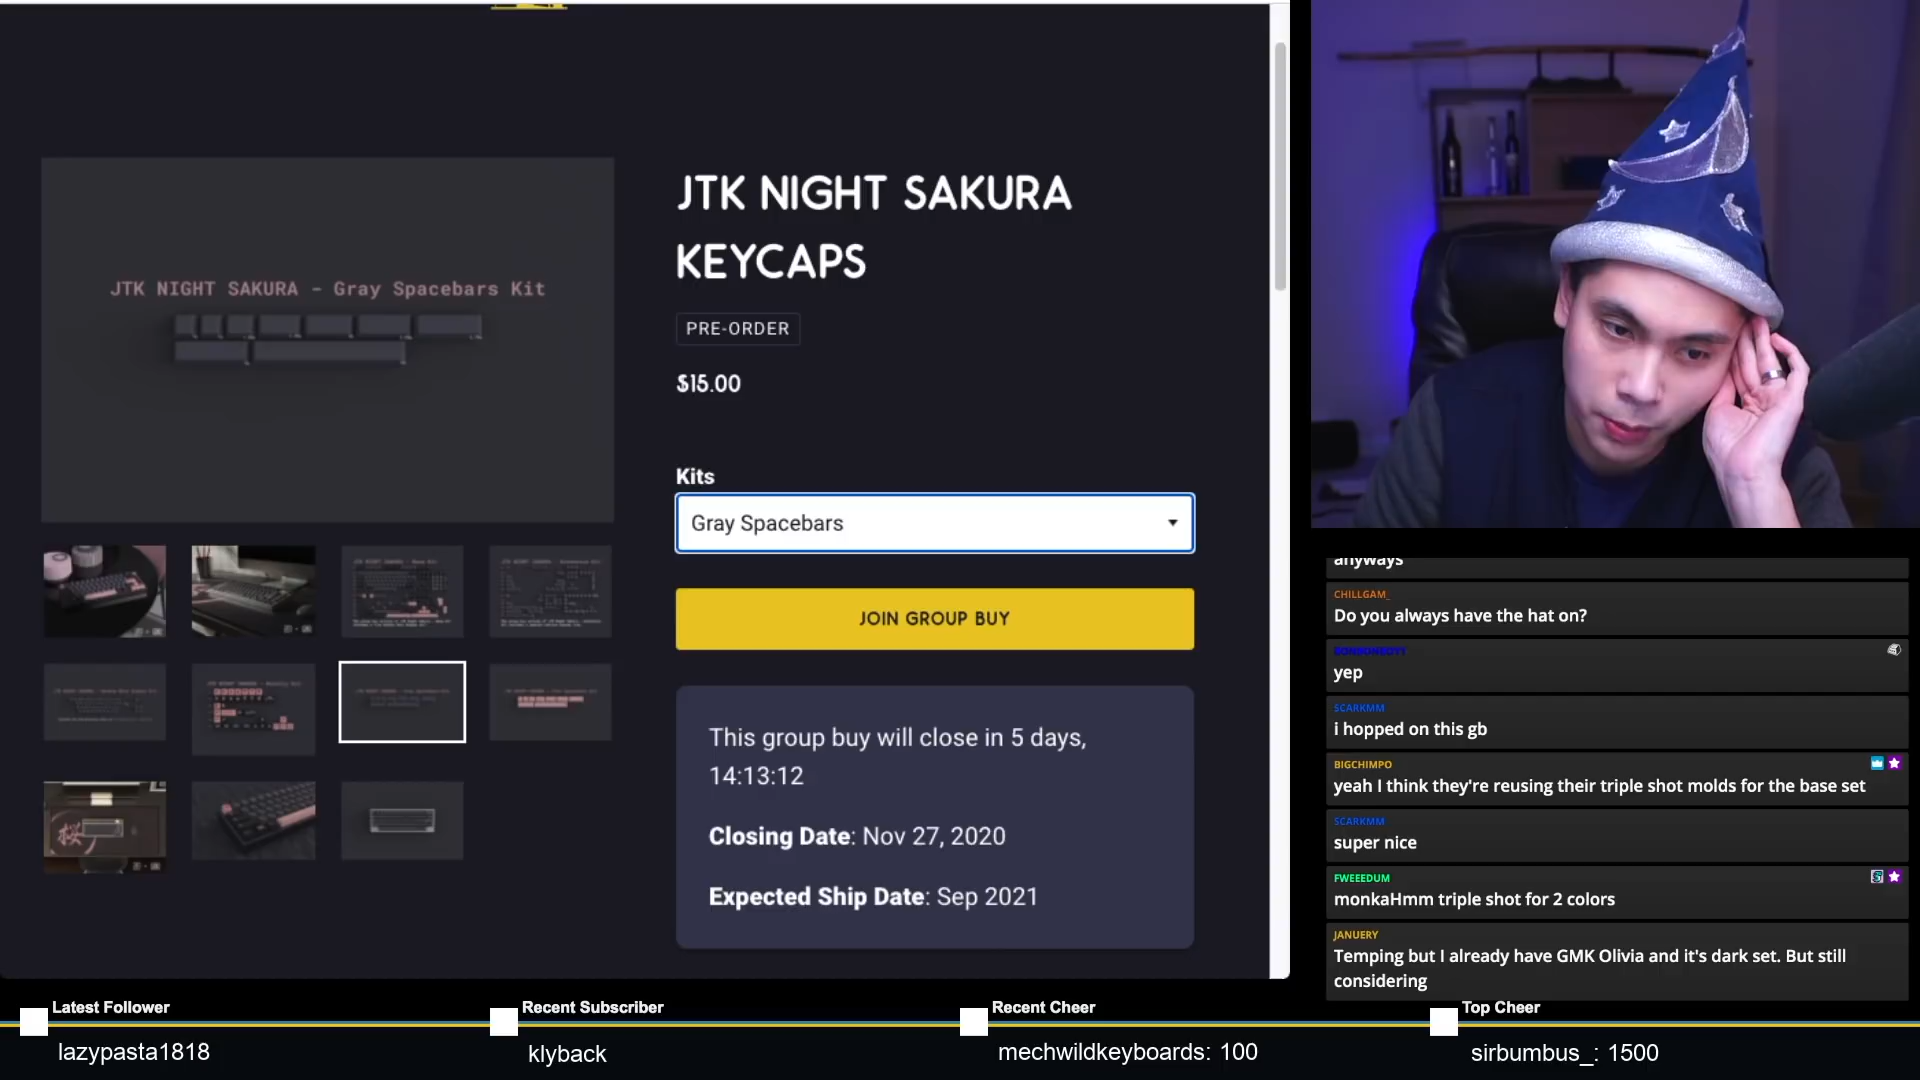 JTK NIGHT SAKURA - Gray Spacebars Kit
JTK NIGHT SAKURA
KEYCAPS
PRE-ORDER
$15.00
Kits
Gray Spacebars
JOIN GROUP BUY
This group buy will close in 5 days,
14:13:12
Closing Date: Nov 27, 2020
Expected Ship Date: Sep 2021
anyways
CHILLGAM_
Do you always have the hat on?
yep
SCARKMM
i hopped on this gb
BIGCHIMPO
yeah I think they're reusing their triple shot molds for the base set
SCARKMM
super nice
FWEEEDUM
monkaHmm triple shot for 2 colors
JANUERY
Temping but I already have GMK Olivia and it's dark set. But still
considering
Latest Follower
lazypasta1818
Recent Subscriber
klyback
Recent Cheer
mechwildkeyboards: 100
Top Cheer
sirbumbus_: 1500